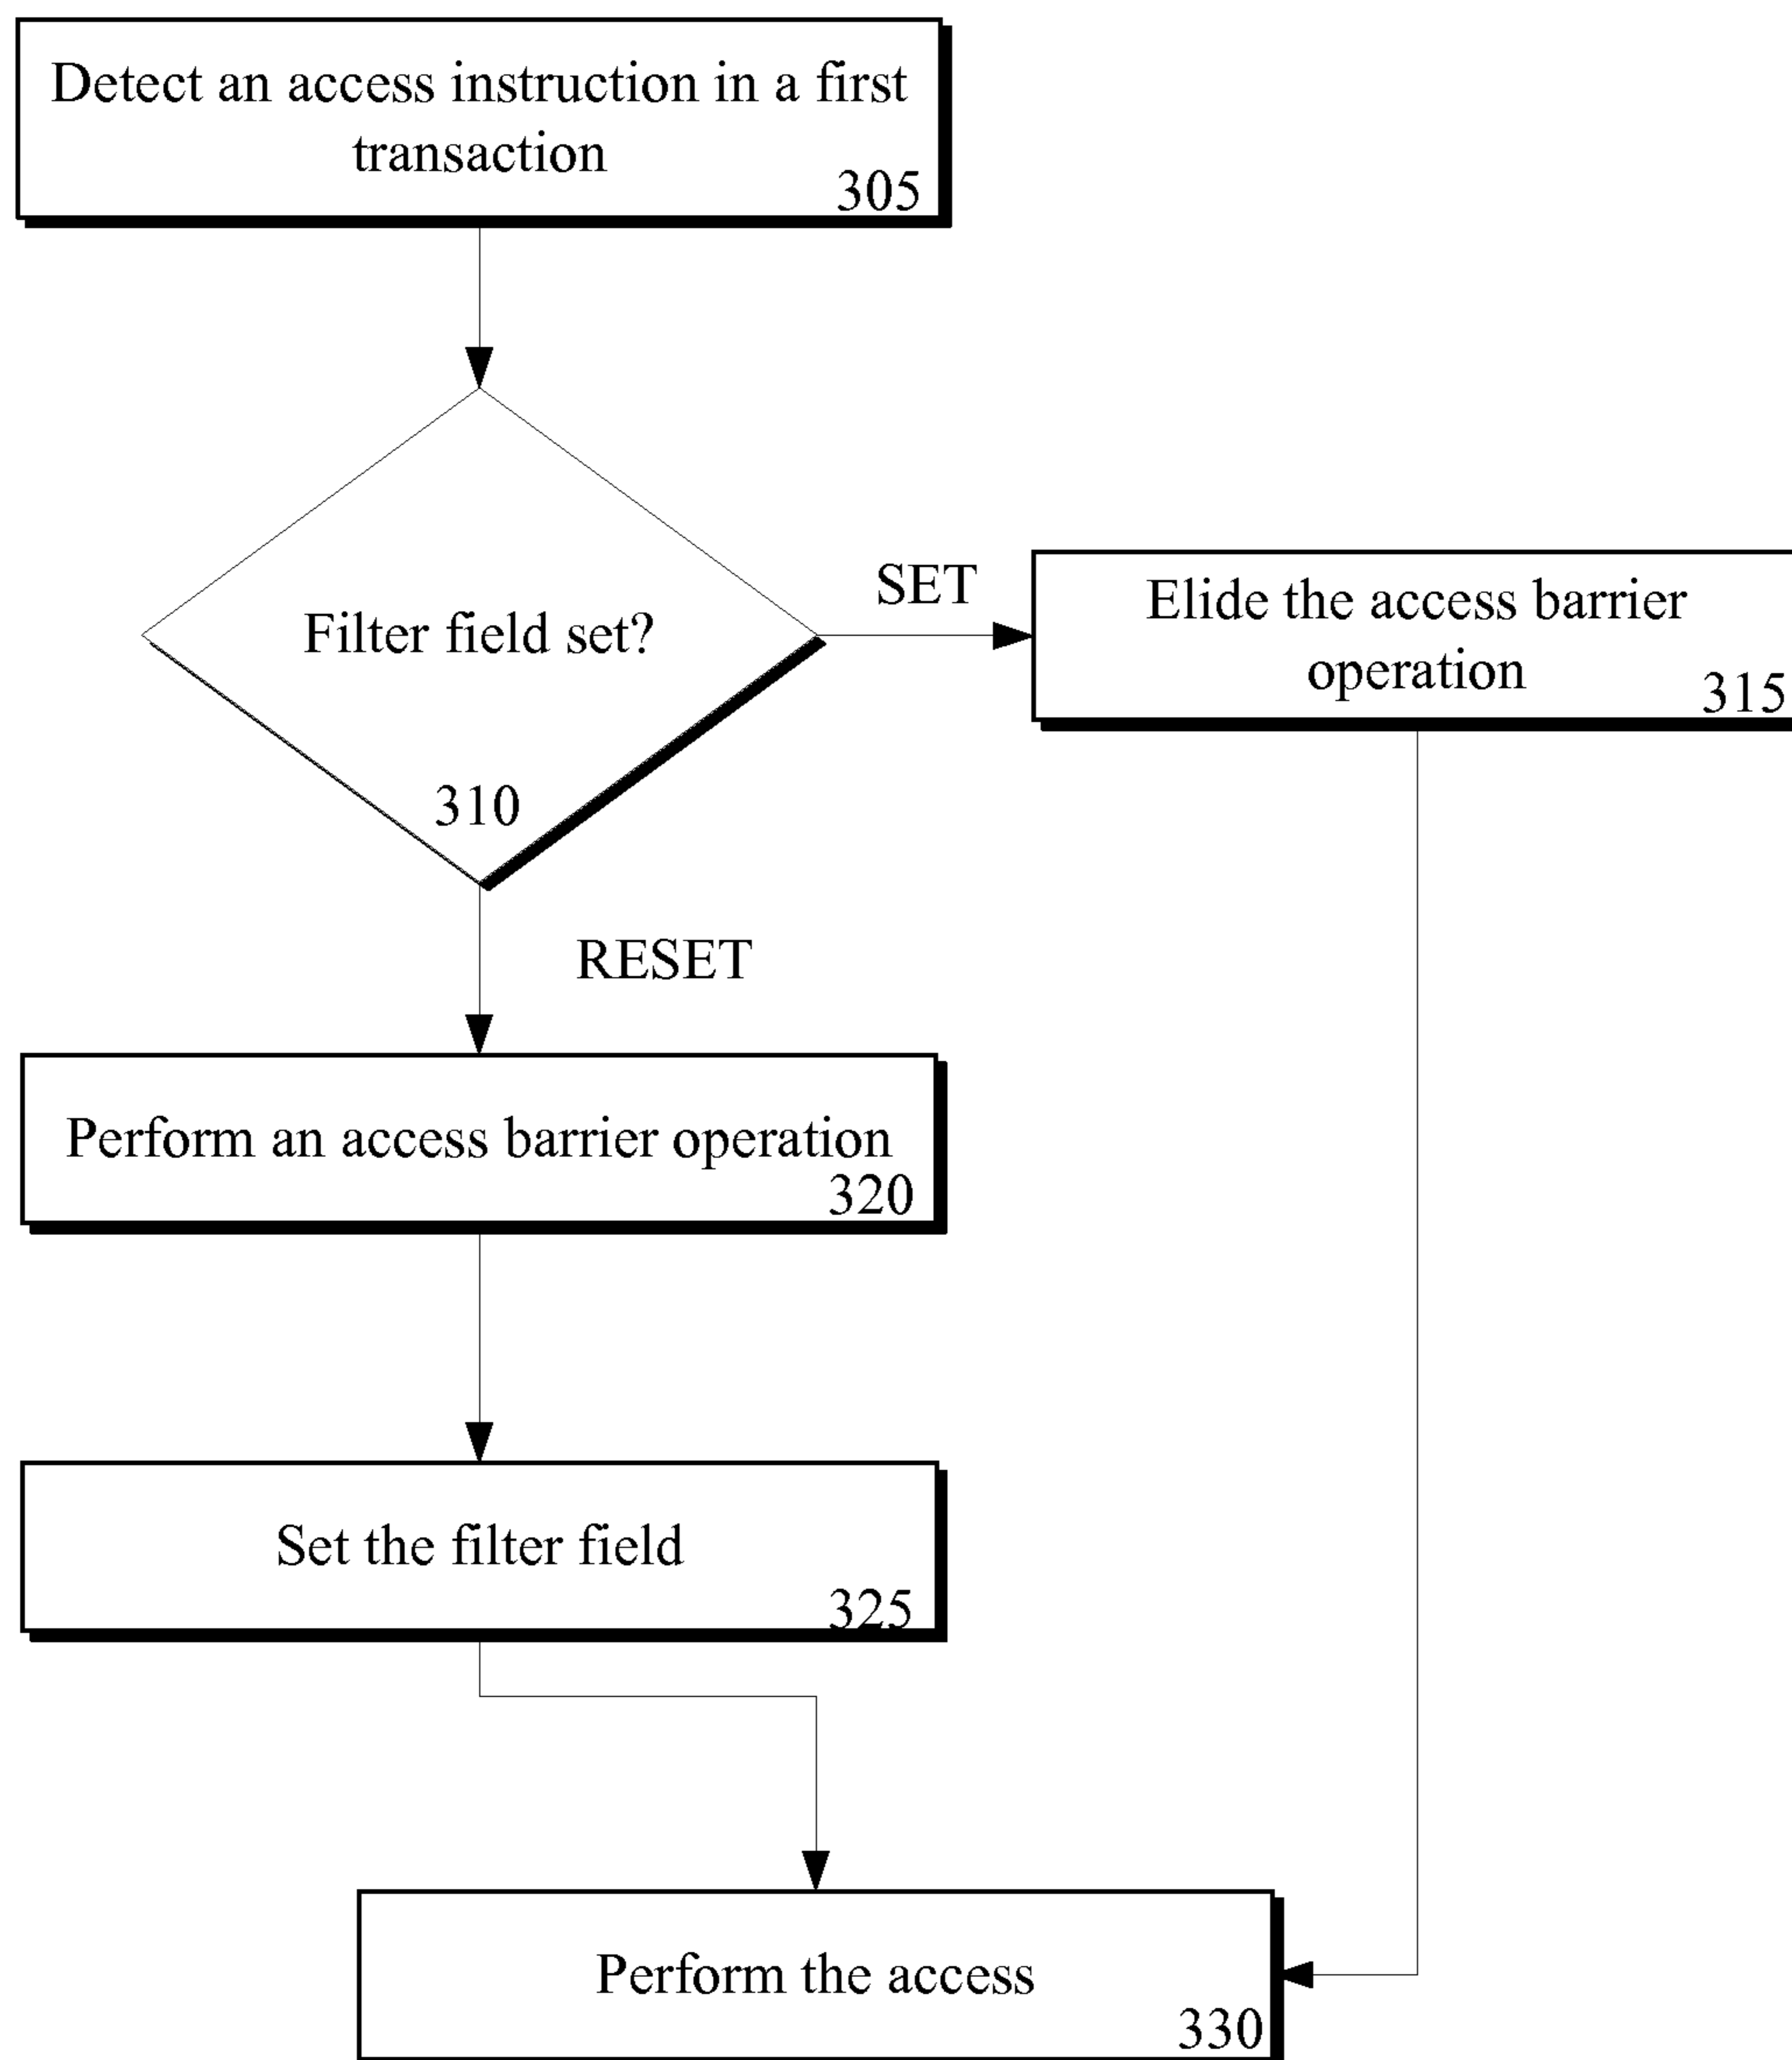 Detect an access instruction in a first
transaction
305
Filter field set?
310
SET
Elide the access barrier
operation
315
RESET
Perform an access barrier operation
320
Set the filter field
325
Perform the access
330